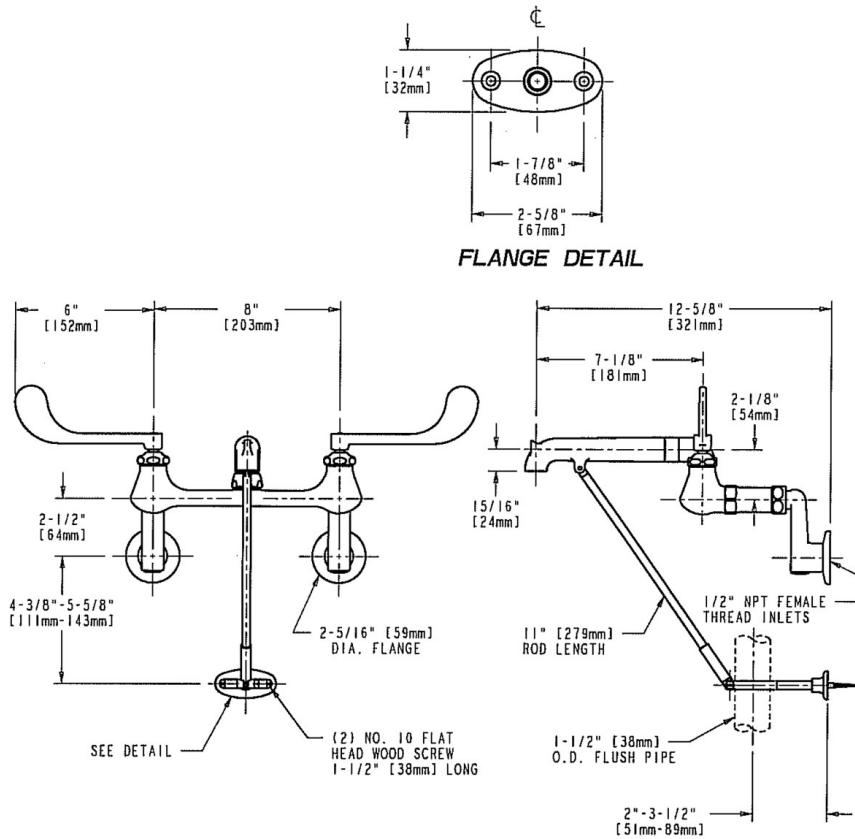 ℄
1-1/4"
[32mm]
1-7/8"
[48mm]
2-5/8"
[67mm]
FLANGE DETAIL
6"
[152mm]
8"
[203mm]
12-5/8"
[321mm]
7-1/8"
[181mm]
2-1/8"
[54mm]
15/16"
[24mm]
2-1/2"
[64mm]
4-3/8"-5-5/8"
[111mm-143mm]
2-5/16" [59mm]
DIA. FLANGE
11" [279mm]
ROD LENGTH
1/2" NPT FEMALE
THREAD INLETS
SEE DETAIL
(2) NO. 10 FLAT
HEAD WOOD SCREW
1-1/2" [38mm] LONG
1-1/2" [38mm]
O.D. FLUSH PIPE
2"-3-1/2"
[51mm-89mm]